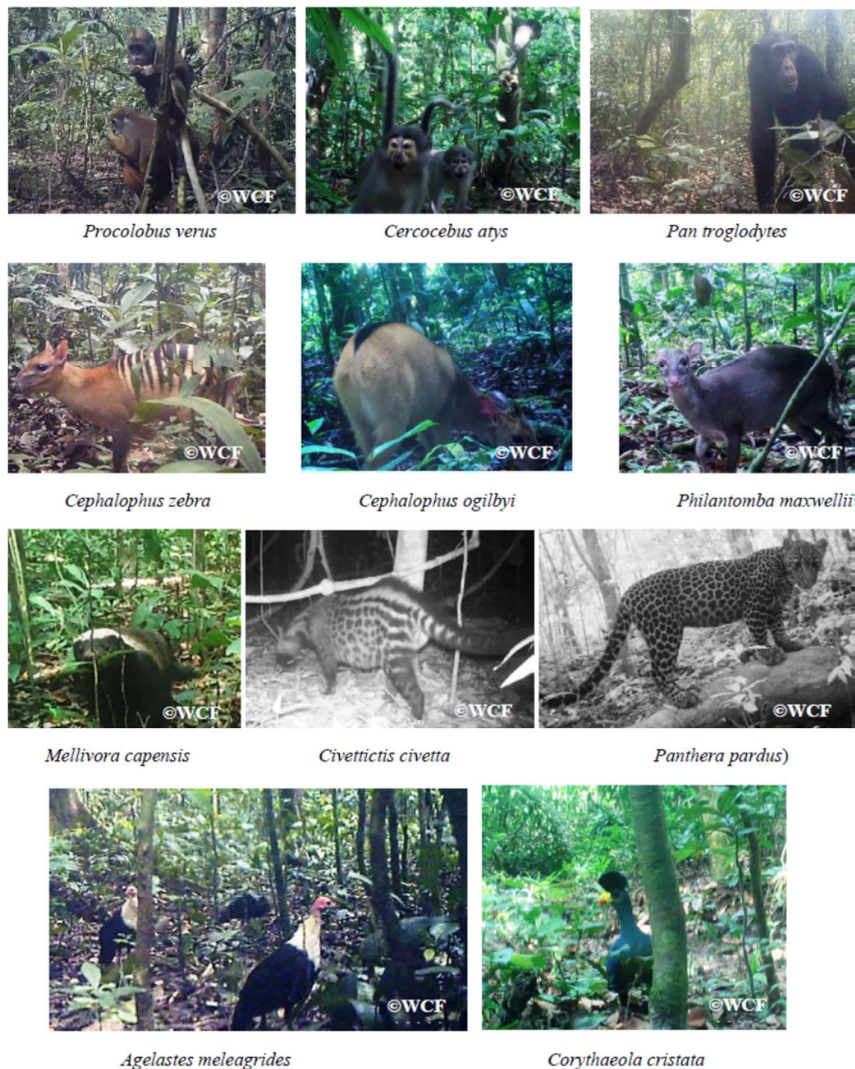 ©WCF ©WCF ©WCF
Procolobus verus Cercocebus atys Pan troglodytes
©WCF ©WCF ©WCF
Cephalophus zebra Cephalophus ogilbyi Philantomba maxwellii
©WCF ©WCF ©WCF
Mellivora capensis Civettictis civetta Panthera pardus)
©WCF ©WCF
Agelastes meleagrides Corythaeola cristata